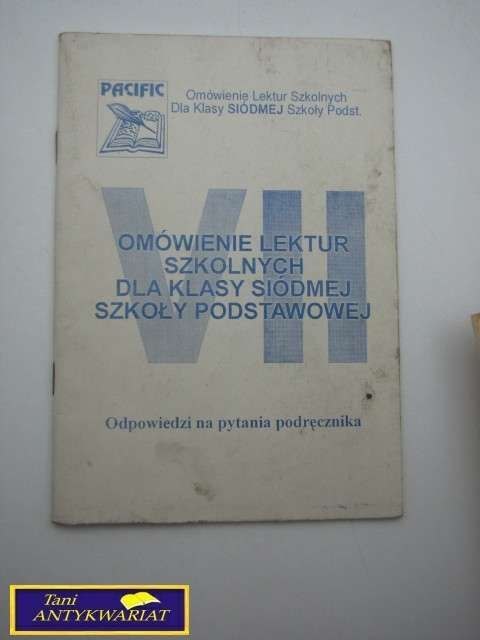 PACIFIC
Omówienie Lektur Szkolnych
Dla Klasy SIÓDMEJ Szkoły Podst.
VII
OMÓWIENIE LEKTUR
SZKOLNYCH
DLA KLASY SIÓDMEJ
SZKOŁY PODSTAWOWEJ
Odpowiedzi na pytania podręcznika
Tani
ANTYKWARIAT